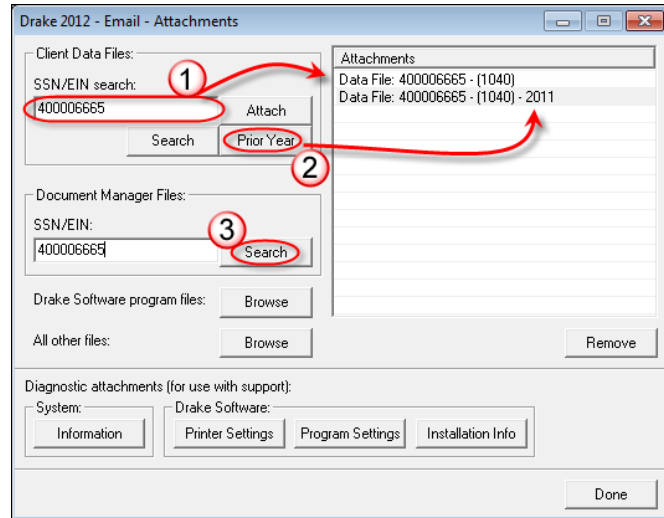 Drake 2012 - Email - Attachments
Client Data Files:
SSN/EIN search:
1
400006665
Attach
Search
Prior Year
2
Document Manager Files:
SSN/EIN:
3
400006665
Search
Drake Software program files:
Browse
All other files:
Browse
Attachments
Data File: 400006665 - (1040)
Data File: 400006665 - (1040) - 2011
Remove
Diagnostic attachments (for use with support):
System:
Information
Drake Software:
Printer Settings
Program Settings
Installation Info
Done